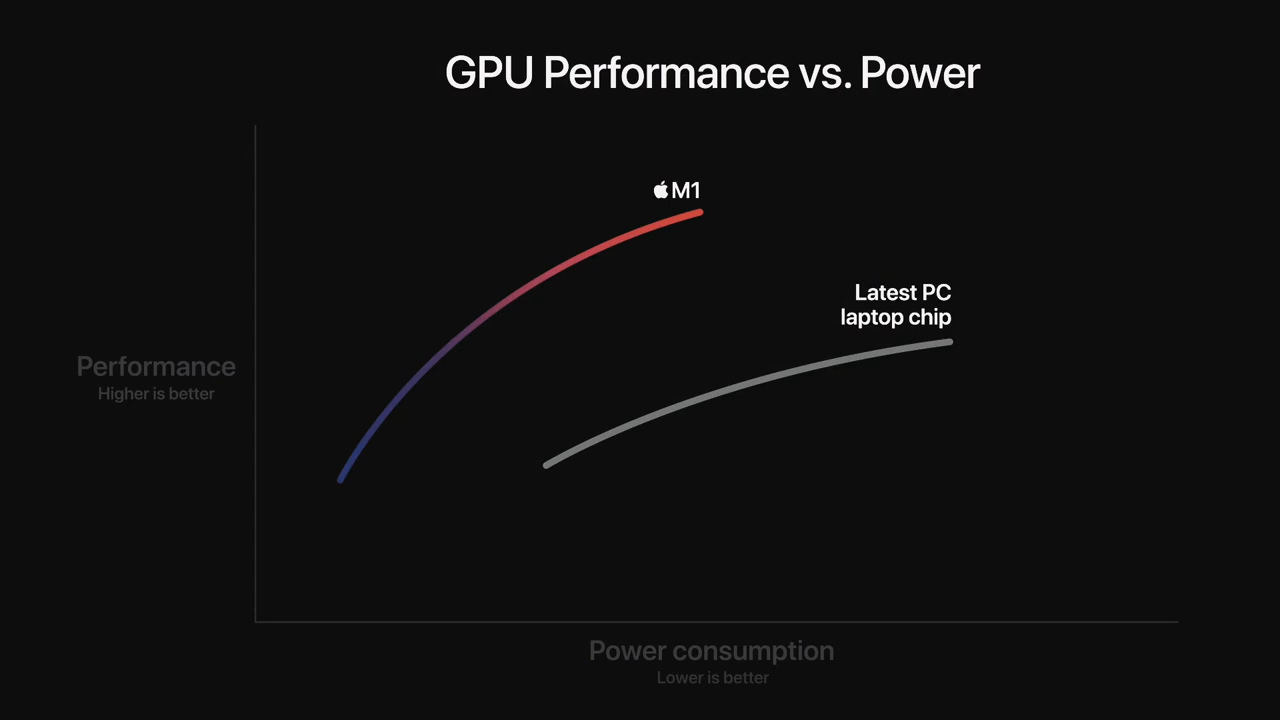 GPU Performance vs. Power
M1
Latest PC
laptop chip
Performance
Higher is better
Power consumption
Lower is better